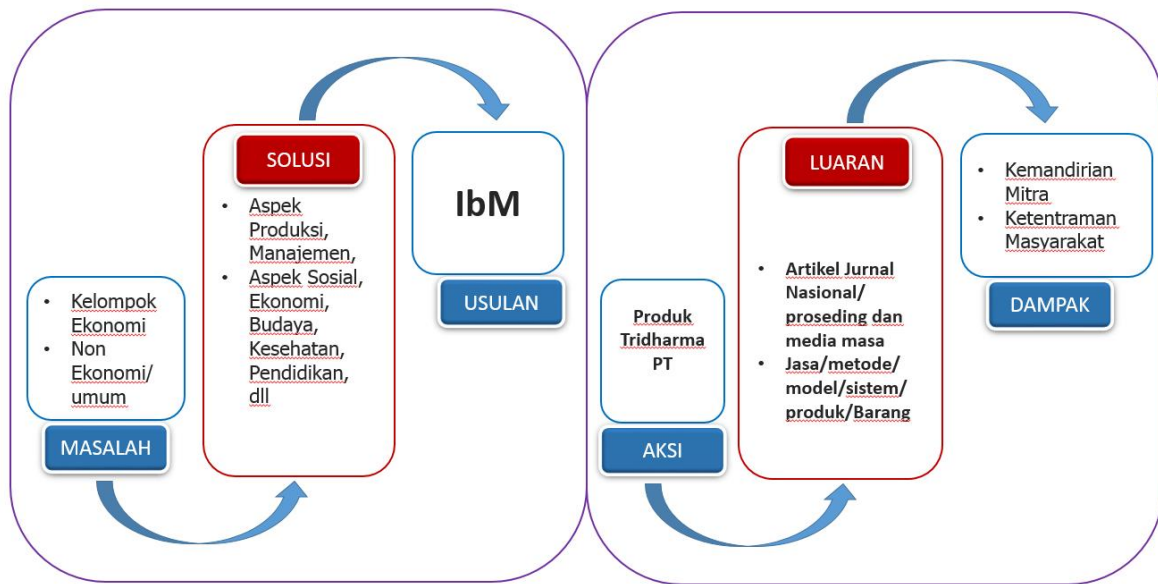 • Kelompok
Ekonomi
• Non
Ekonomi/
umum
MASALAH
SOLUSI
• Aspek
Produksi,
Manajemen,
• Aspek Sosial,
Ekonomi,
Budaya,
Kesehatan,
Pendidikan,
dll
IbM
USULAN
Produk
Tridharma
PT
AKSI
LUARAN
• Artikel Jurnal
Nasional/
proseding dan
media masa
• Jasa/metode/
model/sistem/
produk/Barang
• Kemandirian
Mitra
• Ketentraman
Masyarakat
DAMPAK